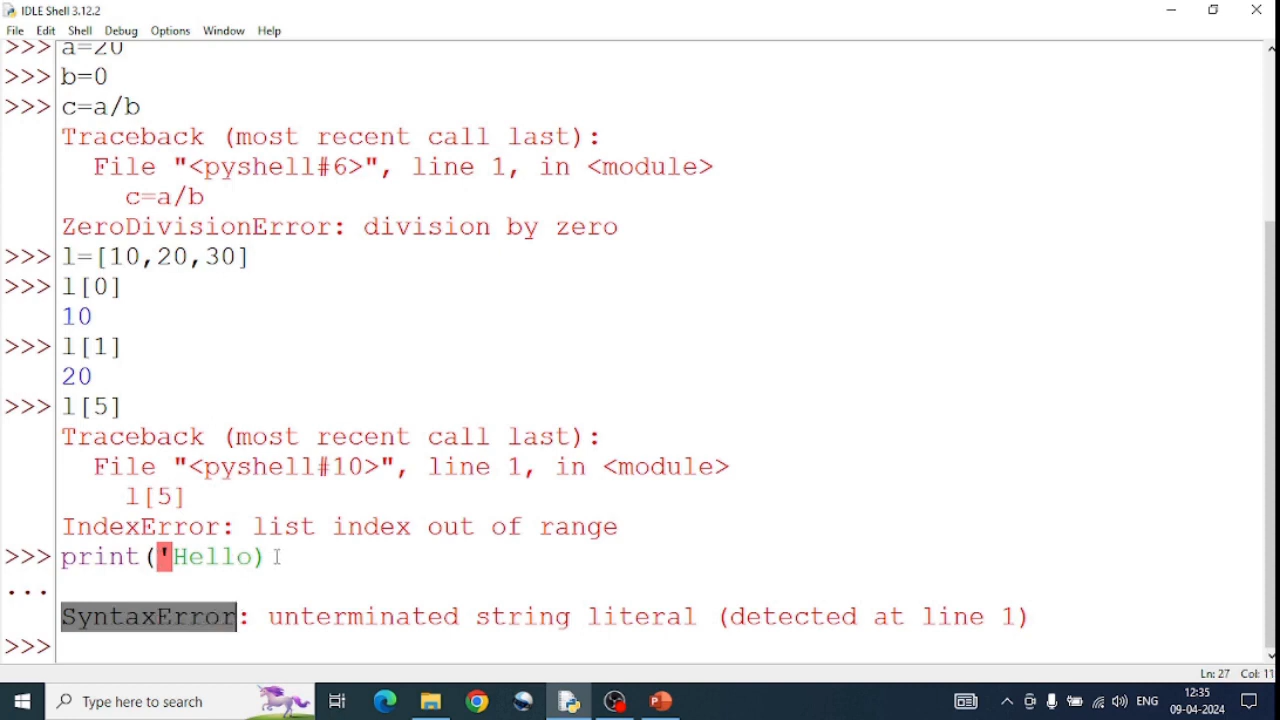 IDLE Shell 3.12.2
File Edit Shell Debug Options Window Help
>>> a=20
>>> b=0
>>> c=a/b
Traceback (most recent call last):
  File "<pyshell#6>", line 1, in <module>
    c=a/b
ZeroDivisionError: division by zero
>>> l=[10,20,30]
>>> l[0]
10
>>> l[1]
20
>>> l[5]
Traceback (most recent call last):
  File "<pyshell#10>", line 1, in <module>
    l[5]
IndexError: list index out of range
>>> print('Hello)
...
SyntaxError: unterminated string literal (detected at line 1)
>>>
Ln: 27 Col: 11
Type here to search
ENG
12:35
09-04-2024